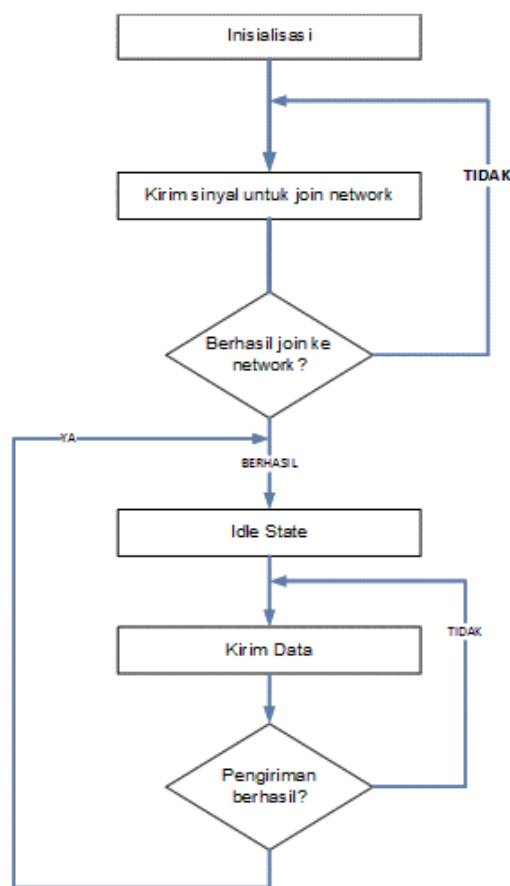 Inisialisasi
Kirim sinyal untuk join network
TIDAK
Berhasil join ke
network?
YA
BERHASIL
Idle State
Kirim Data
TIDAK
Pengiriman
berhasil?